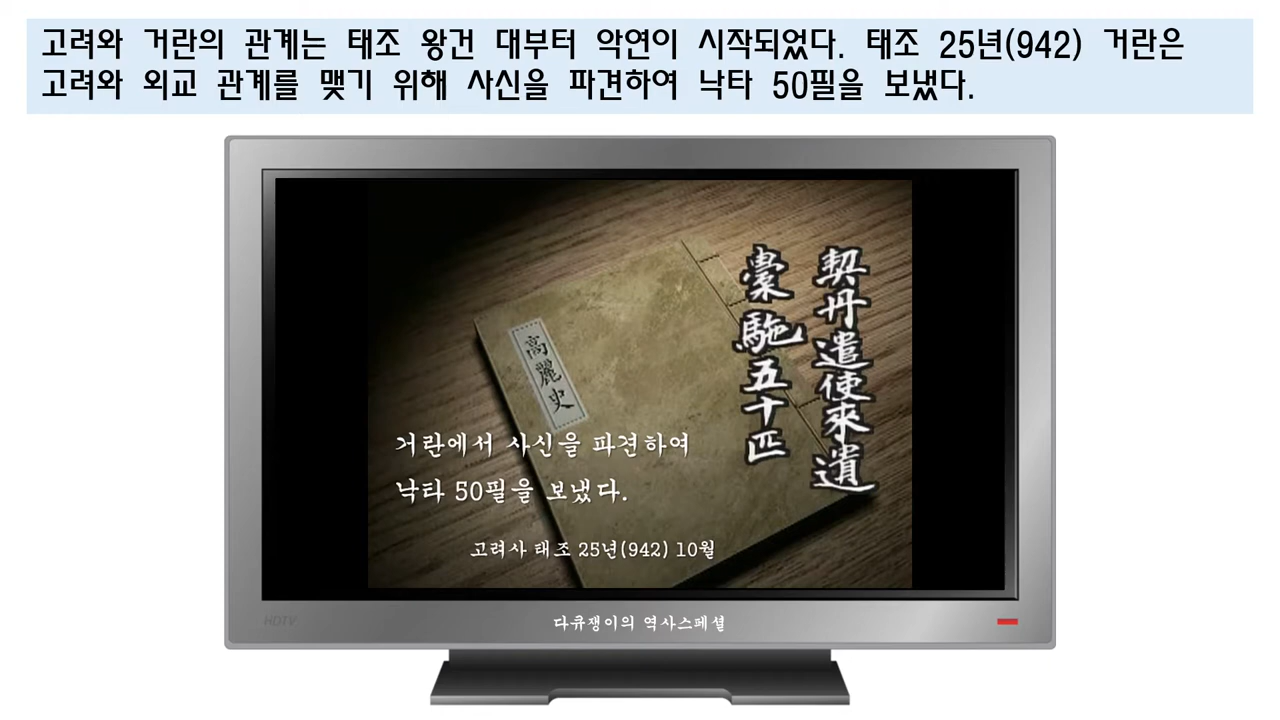 고려와 거란의 관계는 태조 왕건 대부터 악연이 시작되었다. 태조 25년(942) 거란은
고려와 외교 관계를 맺기 위해 사신을 파견하여 낙타 50필을 보냈다.
契丹遣使來遺
橐駞五十匹
高麗史
거란에서 사신을 파견하여
낙타 50필을 보냈다.
고려사 태조 25년(942) 10월
HDTV
다큐쟁이의 역사스페셜